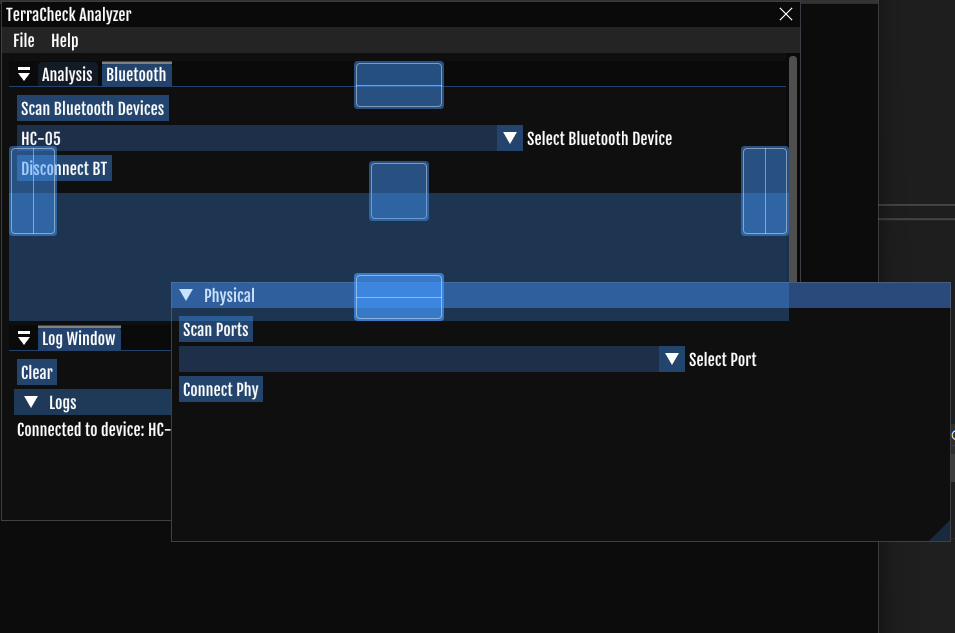 TerraCheck Analyzer
File Help
Analysis Bluetooth
Scan Bluetooth Devices
HC-05 Select Bluetooth Device
Disconnect BT
Physical
Scan Ports
Select Port
Connect Phy
Log Window
Clear
Logs
Connected to device: HC-